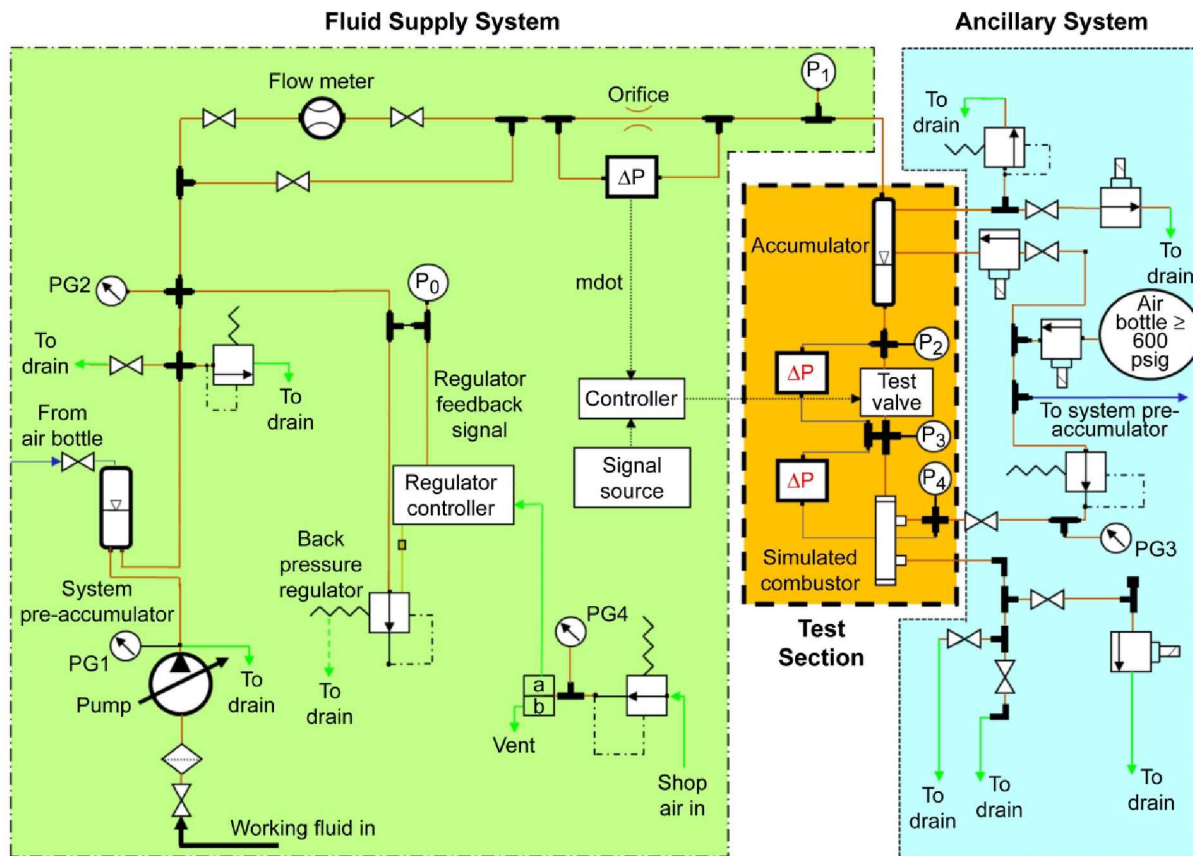 Fluid Supply System
Ancillary System
Flow meter
Orifice
P1
To
drain
ΔP
Accumulator
To
drain
mdot
PG2
P0
Air
bottle ≥
600
psig
P2
ΔP
Test
valve
To
drain
To
drain
Regulator
feedback
signal
Controller
To system pre-
accumulator
From
air bottle
P3
Signal
source
ΔP
P4
Regulator
controller
PG3
Back
pressure
regulator
Simulated
combustor
System
pre-accumulator
PG4
Test
Section
PG1
To
drain
Pump
To
drain
a
b
Vent
Shop
air in
To
drain
To
drain
To
drain
Working fluid in